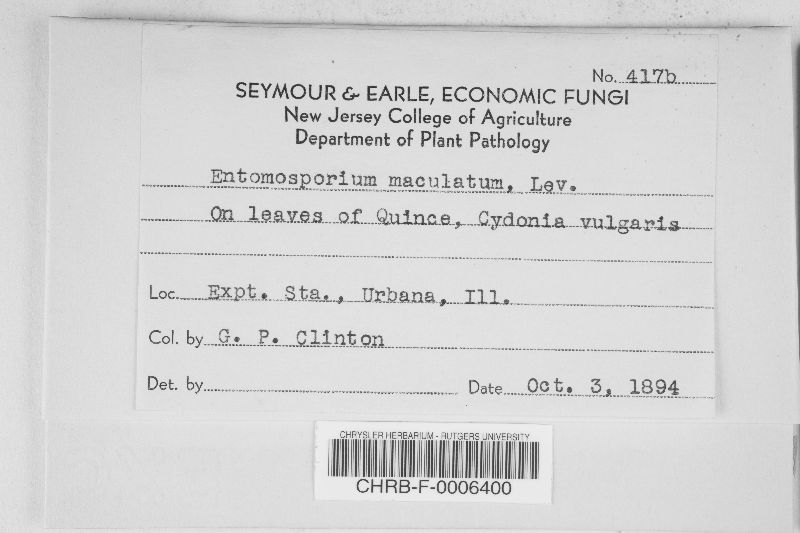 No. 417b
SEYMOUR & EARLE, ECONOMIC FUNGI
New Jersey College of Agriculture
Department of Plant Pathology
Entomosporium maculatum, Lev.
On leaves of Quince, Cydonia vulgaris
Loc. Expt. Sta., Urbana, Ill.
Col. by G. P. Clinton
Det. by
Date Oct. 3, 1894
CHRYSLER HERBARIUM - RUTGERS UNIVERSITY
CHRB-F-0006400